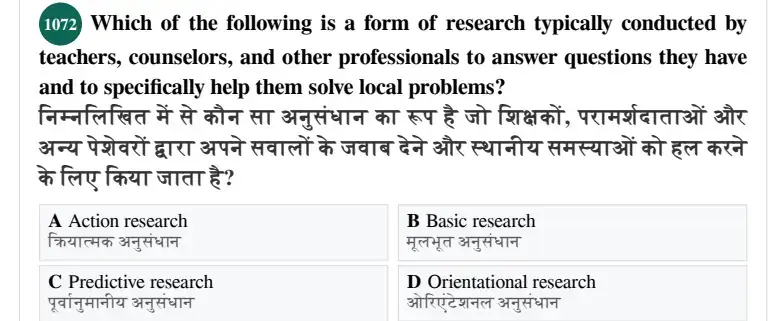 1072 Which of the following is a form of research typically conducted by
teachers, counselors, and other professionals to answer questions they have
and to specifically help them solve local problems?
निम्नलिखित में से कौन सा अनुसंधान का रूप है जो शिक्षकों, परामर्शदाताओं और
अन्य पेशेवरों द्वारा अपने सवालों के जवाब देने और स्थानीय समस्याओं को हल करने
के लिए किया जाता है?
A Action research
क्रियात्मक अनुसंधान
B Basic research
मूलभूत अनुसंधान
C Predictive research
पूर्वानुमानीय अनुसंधान
D Orientational research
ओरिएंटेशनल अनुसंधान